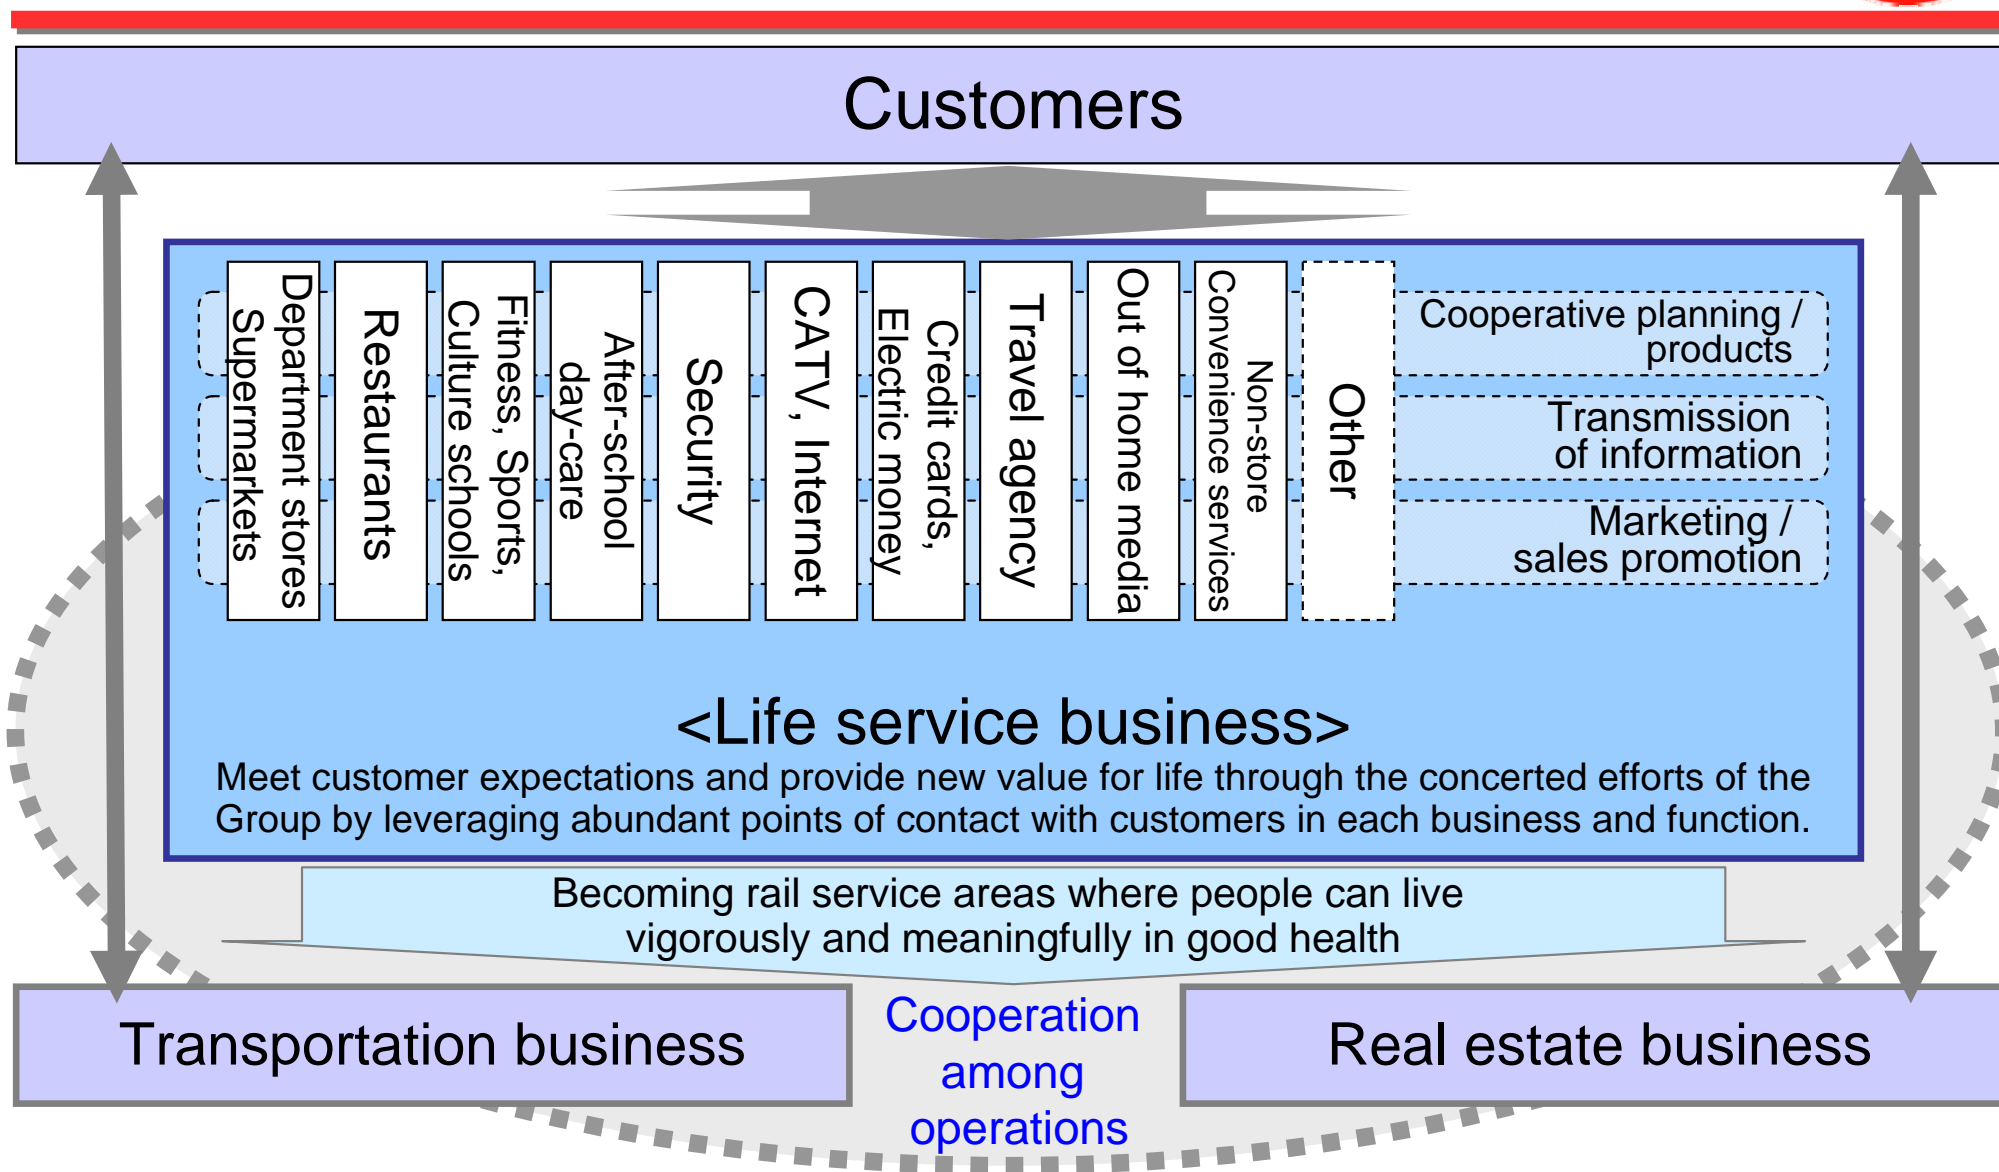 Customers
Department stores
Supermarkets
Restaurants
Fitness, Sports,
Culture schools
After-school
day-care
Security
CATV, Internet
Credit cards,
Electric money
Travel agency
Out of home media
Non-store
Convenience services
Other
Cooperative planning /
products
Transmission
of information
Marketing /
sales promotion
<Life service business>
Meet customer expectations and provide new value for life through the concerted efforts of the
Group by leveraging abundant points of contact with customers in each business and function.
Becoming rail service areas where people can live
vigorously and meaningfully in good health
Transportation business
Cooperation
among
operations
Real estate business